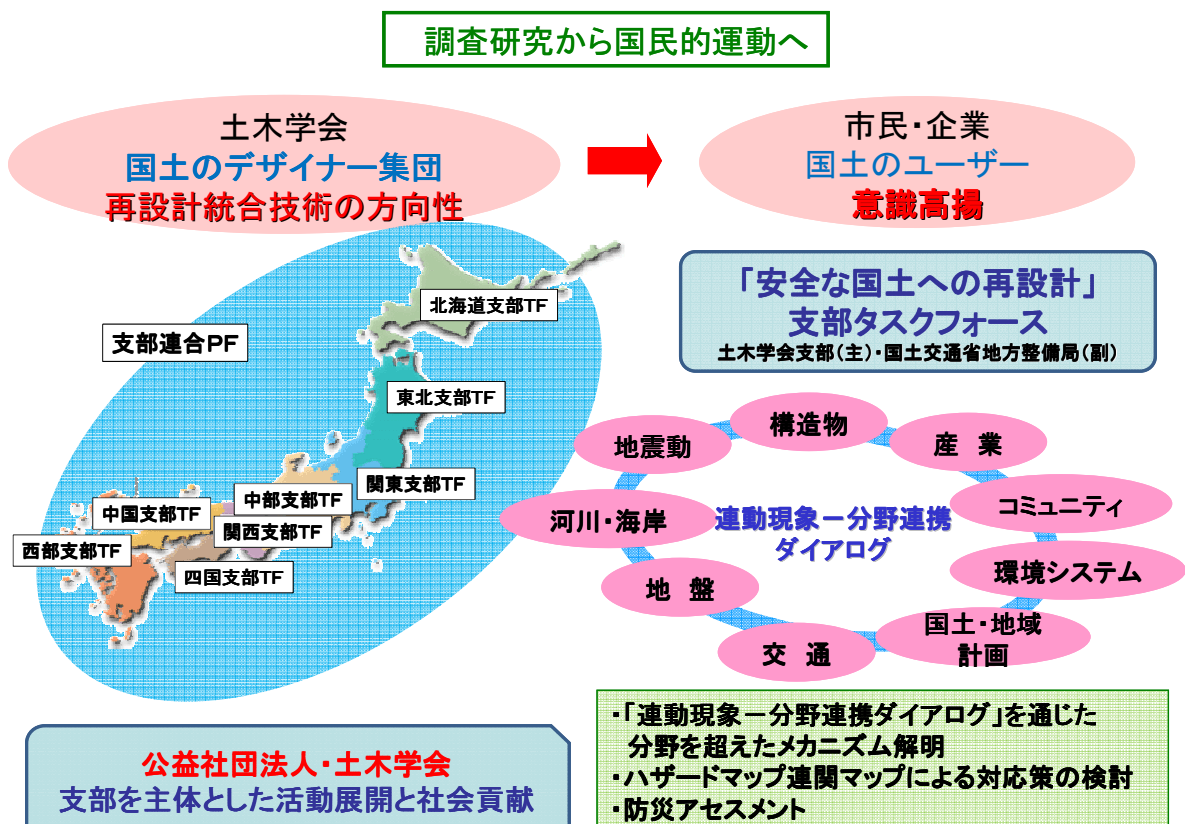 調査研究から国民的運動へ
土木学会
国土のデザイナー集団
再設計統合技術の方向性
市民・企業
国土のユーザー
意識高揚
支部連合PF
北海道支部TF
東北支部TF
関東支部TF
中部支部TF
中国支部TF
関西支部TF
西部支部TF
四国支部TF
「安全な国土への再設計」
支部タスクフォース
土木学会支部(主)・国土交通省地方整備局(副)
構造物
地震動
産 業
河川・海岸
連動現象-分野連携
ダイアログ
コミュニティ
環境システム
地 盤
国土・地域
計画
交 通
公益社団法人・土木学会
支部を主体とした活動展開と社会貢献
・「連動現象-分野連携ダイアログ」を通じた
分野を超えたメカニズム解明
・ハザードマップ連関マップによる対応策の検討
・防災アセスメント